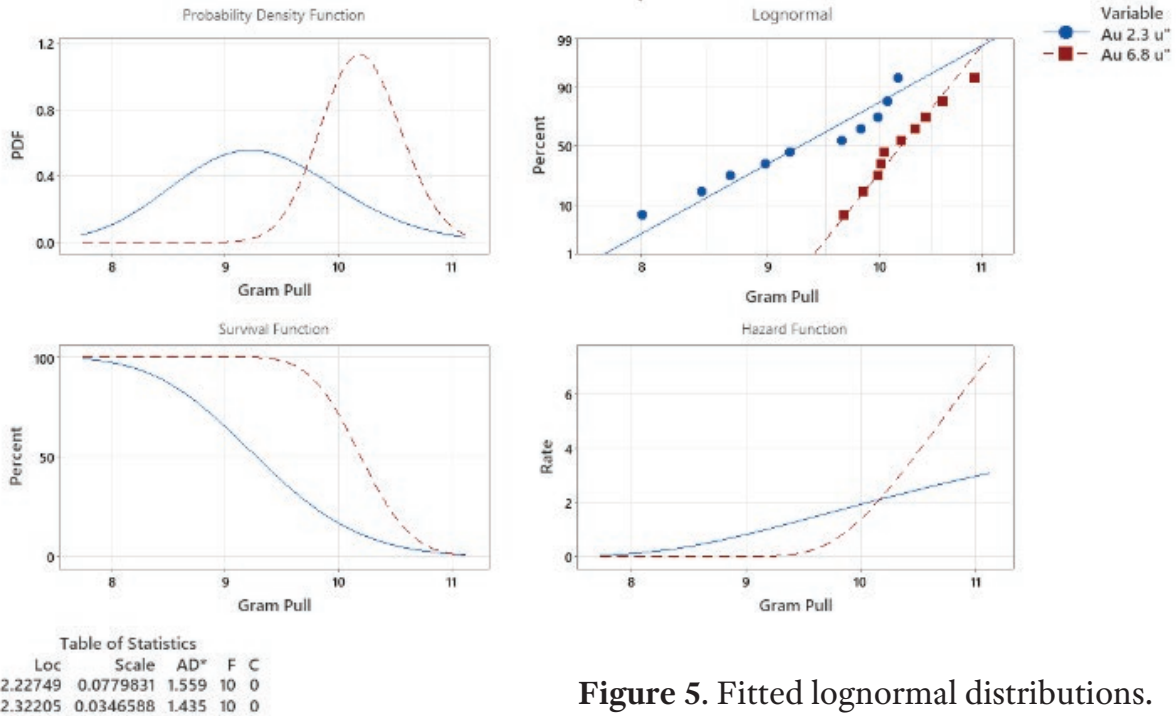 Probability Density Function
1.2
0.8
0.4
0.0
PDF
8 9 10 11
Gram Pull
Lognormal
99
90
50
10
1
Percent
8 9 10 11
Gram Pull
Variable
Au 2.3 u"
Au 6.8 u"
Survival Function
100
50
0
Percent
8 9 10 11
Gram Pull
Hazard Function
6
4
2
0
Rate
8 9 10 11
Gram Pull
Table of Statistics
Loc Scale AD* F C
2.22749 0.0779831 1.559 10 0
2.32205 0.0346588 1.435 10 0
Figure 5. Fitted lognormal distributions.